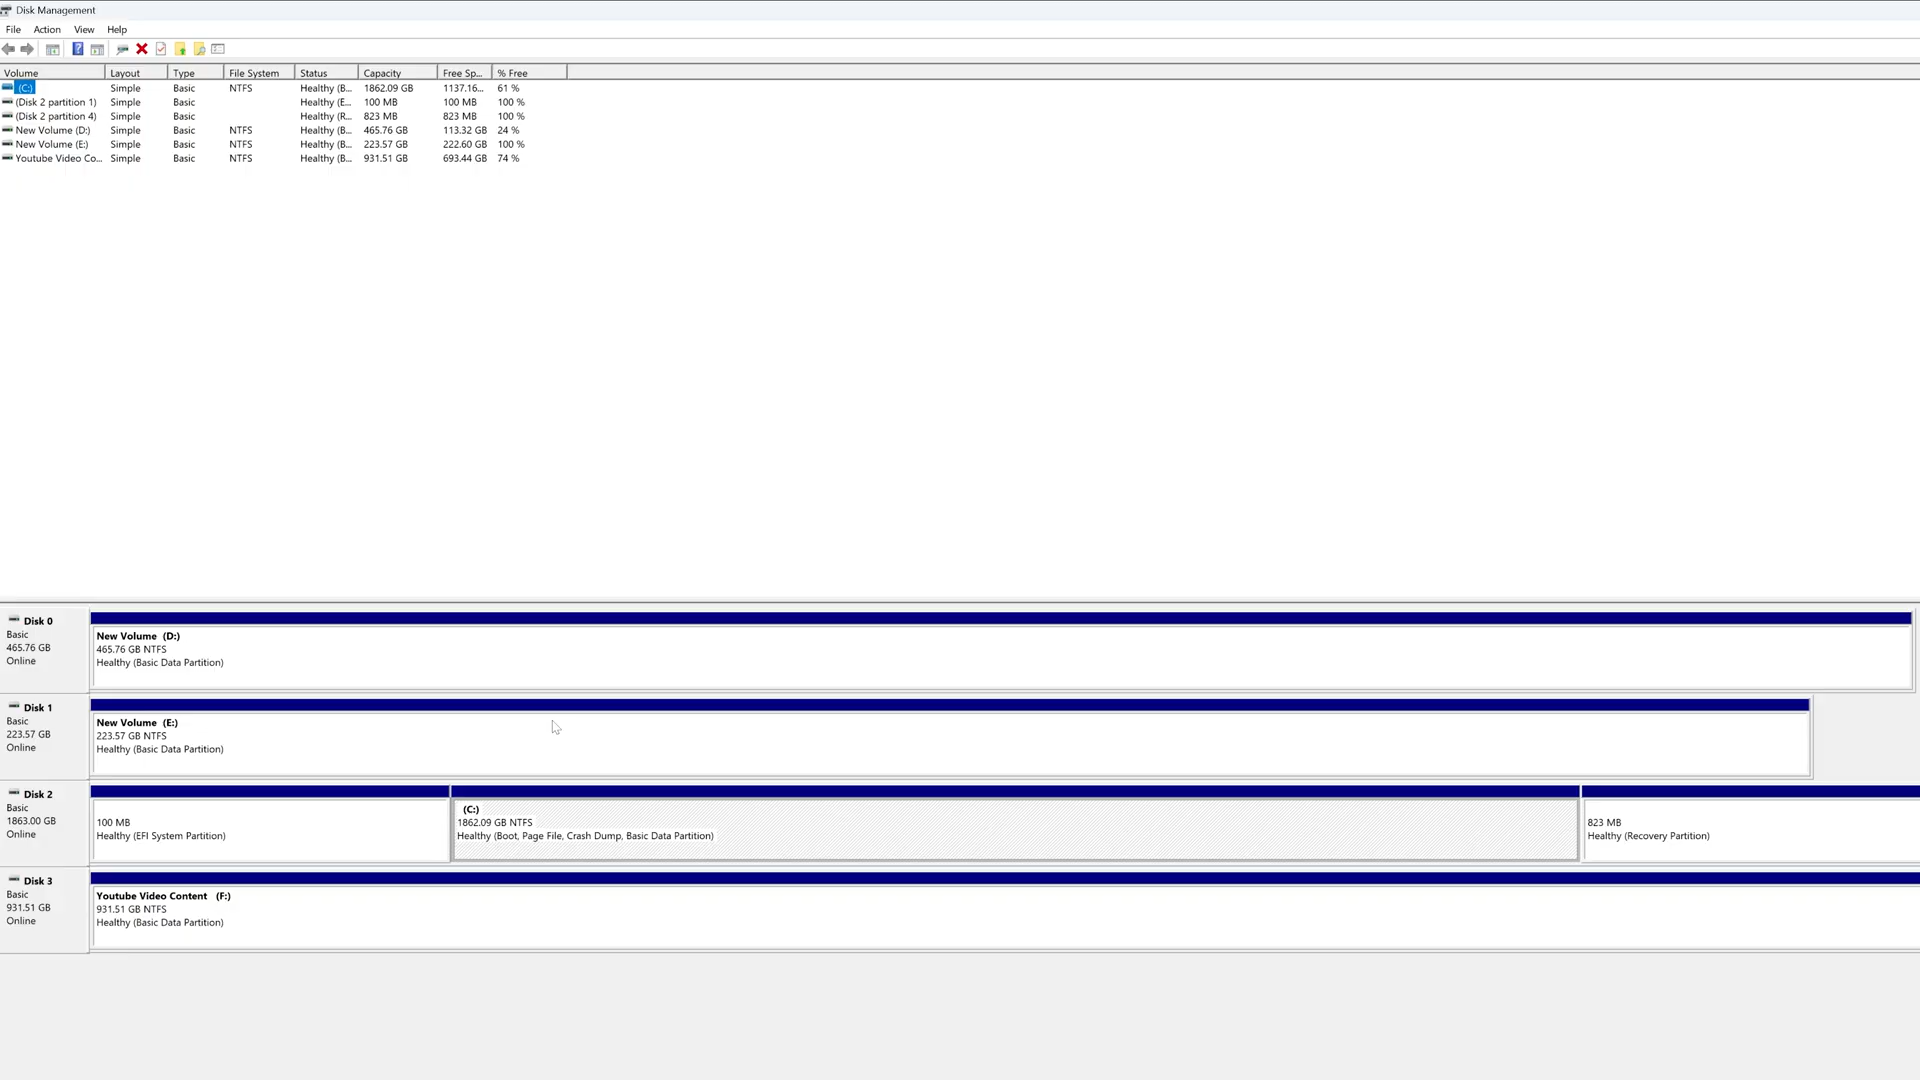 Disk Management
File Action View Help
Volume Layout Type File System Status Capacity Free Sp... % Free
(C:) Simple Basic NTFS Healthy (B... 1862.09 GB 1137.16... 61 %
(Disk 2 partition 1) Simple Basic Healthy (E... 100 MB 100 MB 100 %
(Disk 2 partition 4) Simple Basic Healthy (R... 823 MB 823 MB 100 %
New Volume (D:) Simple Basic NTFS Healthy (B... 465.76 GB 113.32 GB 24 %
New Volume (E:) Simple Basic NTFS Healthy (B... 223.57 GB 222.60 GB 100 %
Youtube Video Co... Simple Basic NTFS Healthy (B... 931.51 GB 693.44 GB 74 %
Disk 0
Basic
465.76 GB
Online
New Volume (D:)
465.76 GB NTFS
Healthy (Basic Data Partition)
Disk 1
Basic
223.57 GB
Online
New Volume (E:)
223.57 GB NTFS
Healthy (Basic Data Partition)
Disk 2
Basic
1863.00 GB
Online
100 MB
Healthy (EFI System Partition)
(C:)
1862.09 GB NTFS
Healthy (Boot, Page File, Crash Dump, Basic Data Partition)
823 MB
Healthy (Recovery Partition)
Disk 3
Basic
931.51 GB
Online
Youtube Video Content (F:)
931.51 GB NTFS
Healthy (Basic Data Partition)